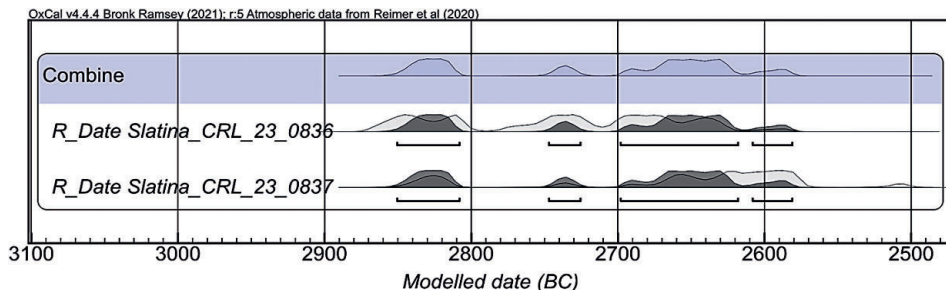 OxCal v4.4.4 Bronk Ramsey (2021); r:5 Atmospheric data from Reimer et al (2020)
Combine
R_Date Slatina_CRL_23_0836
R_Date Slatina_CRL_23_0837
3100 3000 2900 2800 2700 2600 2500
Modelled date (BC)